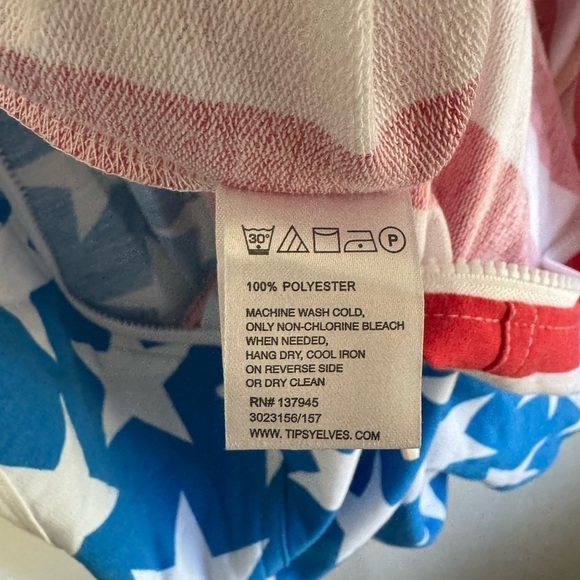 30° P
100% POLYESTER
MACHINE WASH COLD,
ONLY NON-CHLORINE BLEACH
WHEN NEEDED,
HANG DRY, COOL IRON
ON REVERSE SIDE
OR DRY CLEAN
RN# 137945
3023156/157
WWW. TIPSYELVES. COM